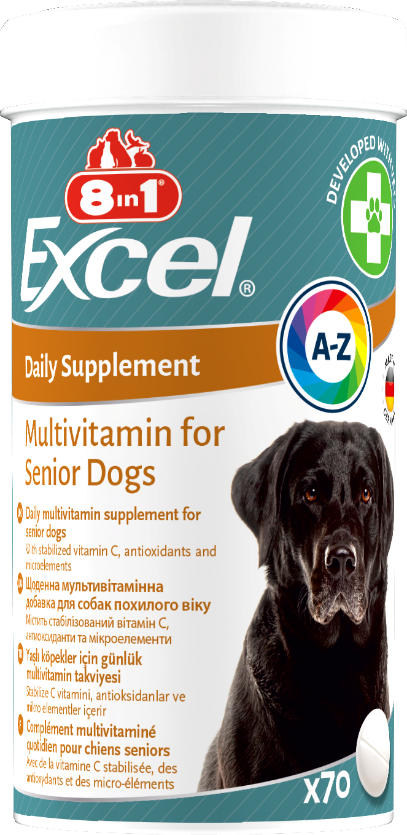 DEVELOPED WITH
8in1®
Excel®
A-Z
Daily Supplement
Multivitamin for
Senior Dogs
Daily multivitamin supplement for
senior dogs
With stabilized vitamin C, antioxidants and
microelements
Щоденна мультивітамінна
добавка для собак похилого віку
Містить стабілізований вітамін С,
антиоксиданти та мікроелементи
Yaşlı köpekler için günlük
multivitamin takviyesi
Stabilize C vitamini, antioksidanlar ve
mikro elementler içerir
Complément multivitaminé
quotidien pour chiens seniors
Avec de la vitamine C stabilisée, des
antioxydants et des micro-éléments
x70